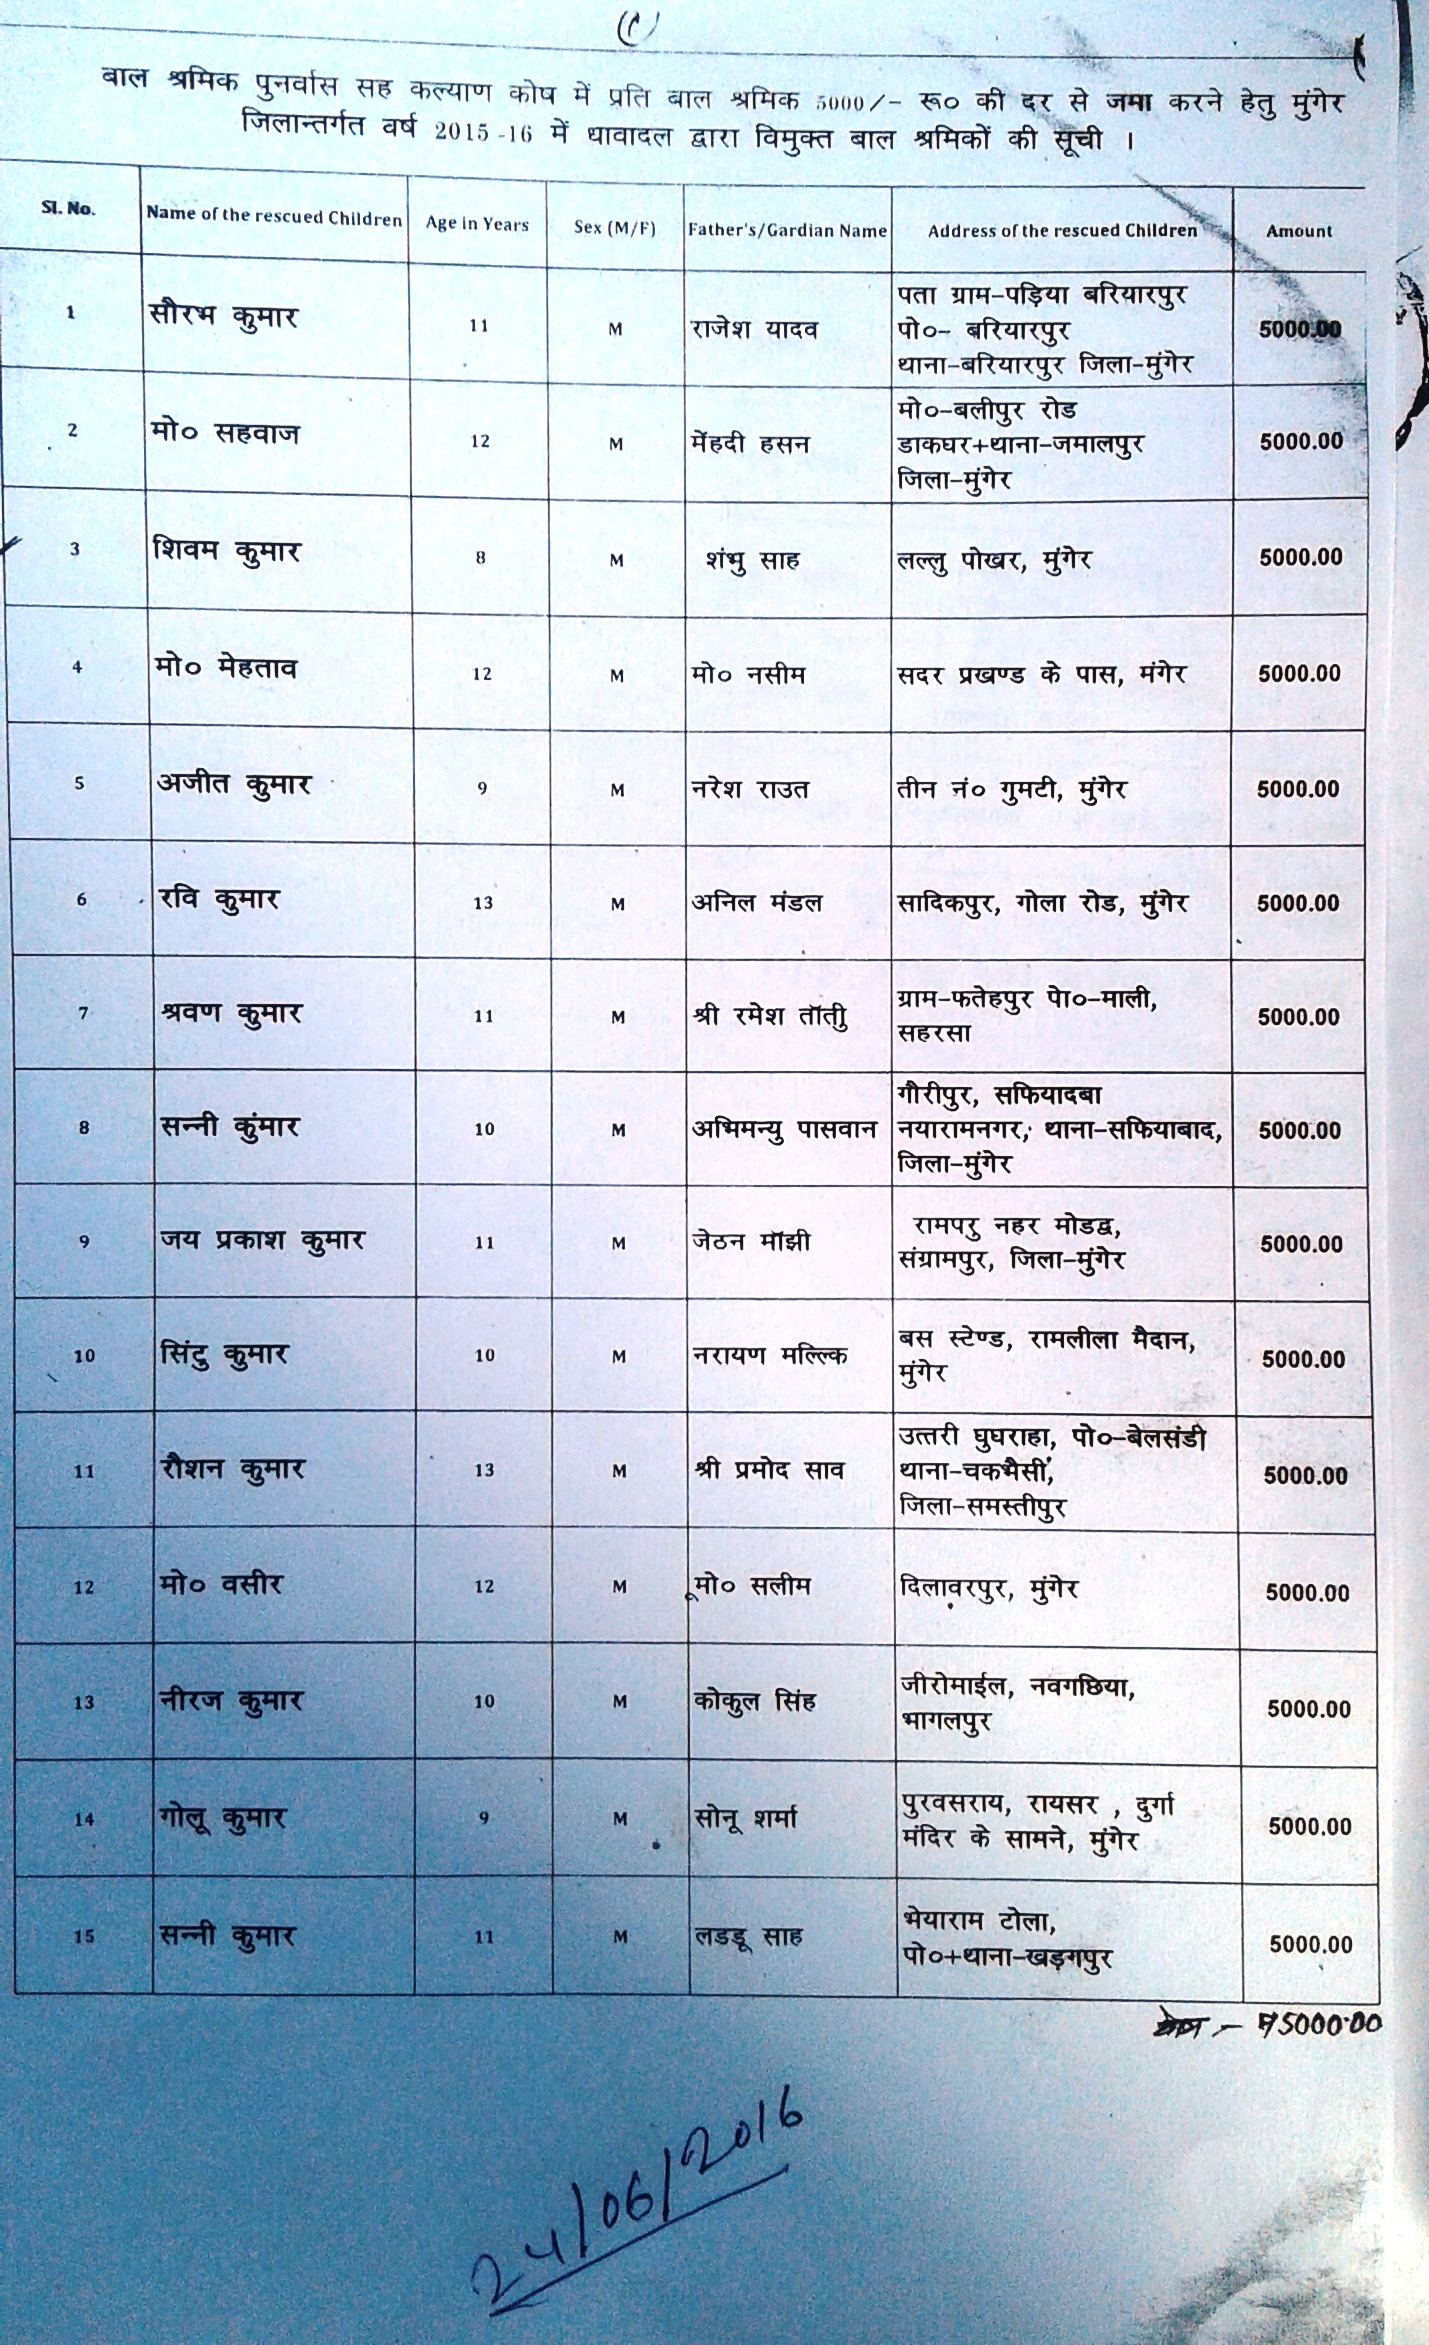 (1)
बाल श्रमिक पुनर्वास सह कल्याण कोष में प्रति बाल श्रमिक 5000/- रू० की दर से जमा करने हेतु मुंगेर
जिलान्तर्गत वर्ष 2015-16 में धावादल द्वारा विमुक्त बाल श्रमिकों की सूची ।
Sl. No. Name of the rescued Children Age in Years Sex (M/F) Father's/Gardian Name Address of the rescued Children Amount
1 सौरभ कुमार 11 M राजेश यादव पता ग्राम-पड़िया बरियारपुर
पो०- बरियारपुर
थाना-बरियारपुर जिला-मुंगेर 5000.00
2 मो० सहवाज 12 M मेंहदी हसन मो०-बलीपुर रोड
डाकघर+थाना-जमालपुर
जिला-मुंगेर 5000.00
3 शिवम कुमार 8 M शंभु साह लल्लु पोखर, मुंगेर 5000.00
4 मो० मेहताव 12 M मो० नसीम सदर प्रखण्ड के पास, मंगेर 5000.00
5 अजीत कुमार 9 M नरेश राउत तीन नं० गुमटी, मुंगेर 5000.00
6 रवि कुमार 13 M अनिल मंडल सादिकपुर, गोला रोड, मुंगेर 5000.00
7 श्रवण कुमार 11 M श्री रमेश तॉतीु ग्राम-फतेहपुर पेा०-माली,
सहरसा 5000.00
8 सन्नी कुंमार 10 M अभिमन्यु पासवान गौरीपुर, सफियादबा
नयारामनगर, थाना-सफियाबाद,
जिला-मुंगेर 5000.00
9 जय प्रकाश कुमार 11 M जेठन मॉझी रामपरु नहर मोडद्व,
संग्रामपुर, जिला-मुंगेर 5000.00
10 सिंटु कुमार 10 M नरायण मल्ल्कि बस स्टेण्ड, रामलीला मैदान,
मुंगेर 5000.00
11 रौशन कुमार 13 M श्री प्रमोद साव उत्तरी घुघराहा, पो०-बेलसंडी
थाना-चकभैसीं,
जिला-समस्तीपुर 5000.00
12 मो० वसीर 12 M मो० सलीम दिलावरपुर, मुंगेर 5000.00
13 नीरज कुमार 10 M कोकुल सिंह जीरोमाईल, नवगछिया,
भागलपुर 5000.00
14 गोलू कुमार 9 M सोनू शर्मा पुरवसराय, रायसर , दुर्गा
मंदिर के सामने, मुंगेर 5000.00
15 सन्नी कुमार 11 M लडडू साह भेयाराम टोला,
पो०+थाना-खड़गपुर 5000.00
- 75000.00
24/06/2016